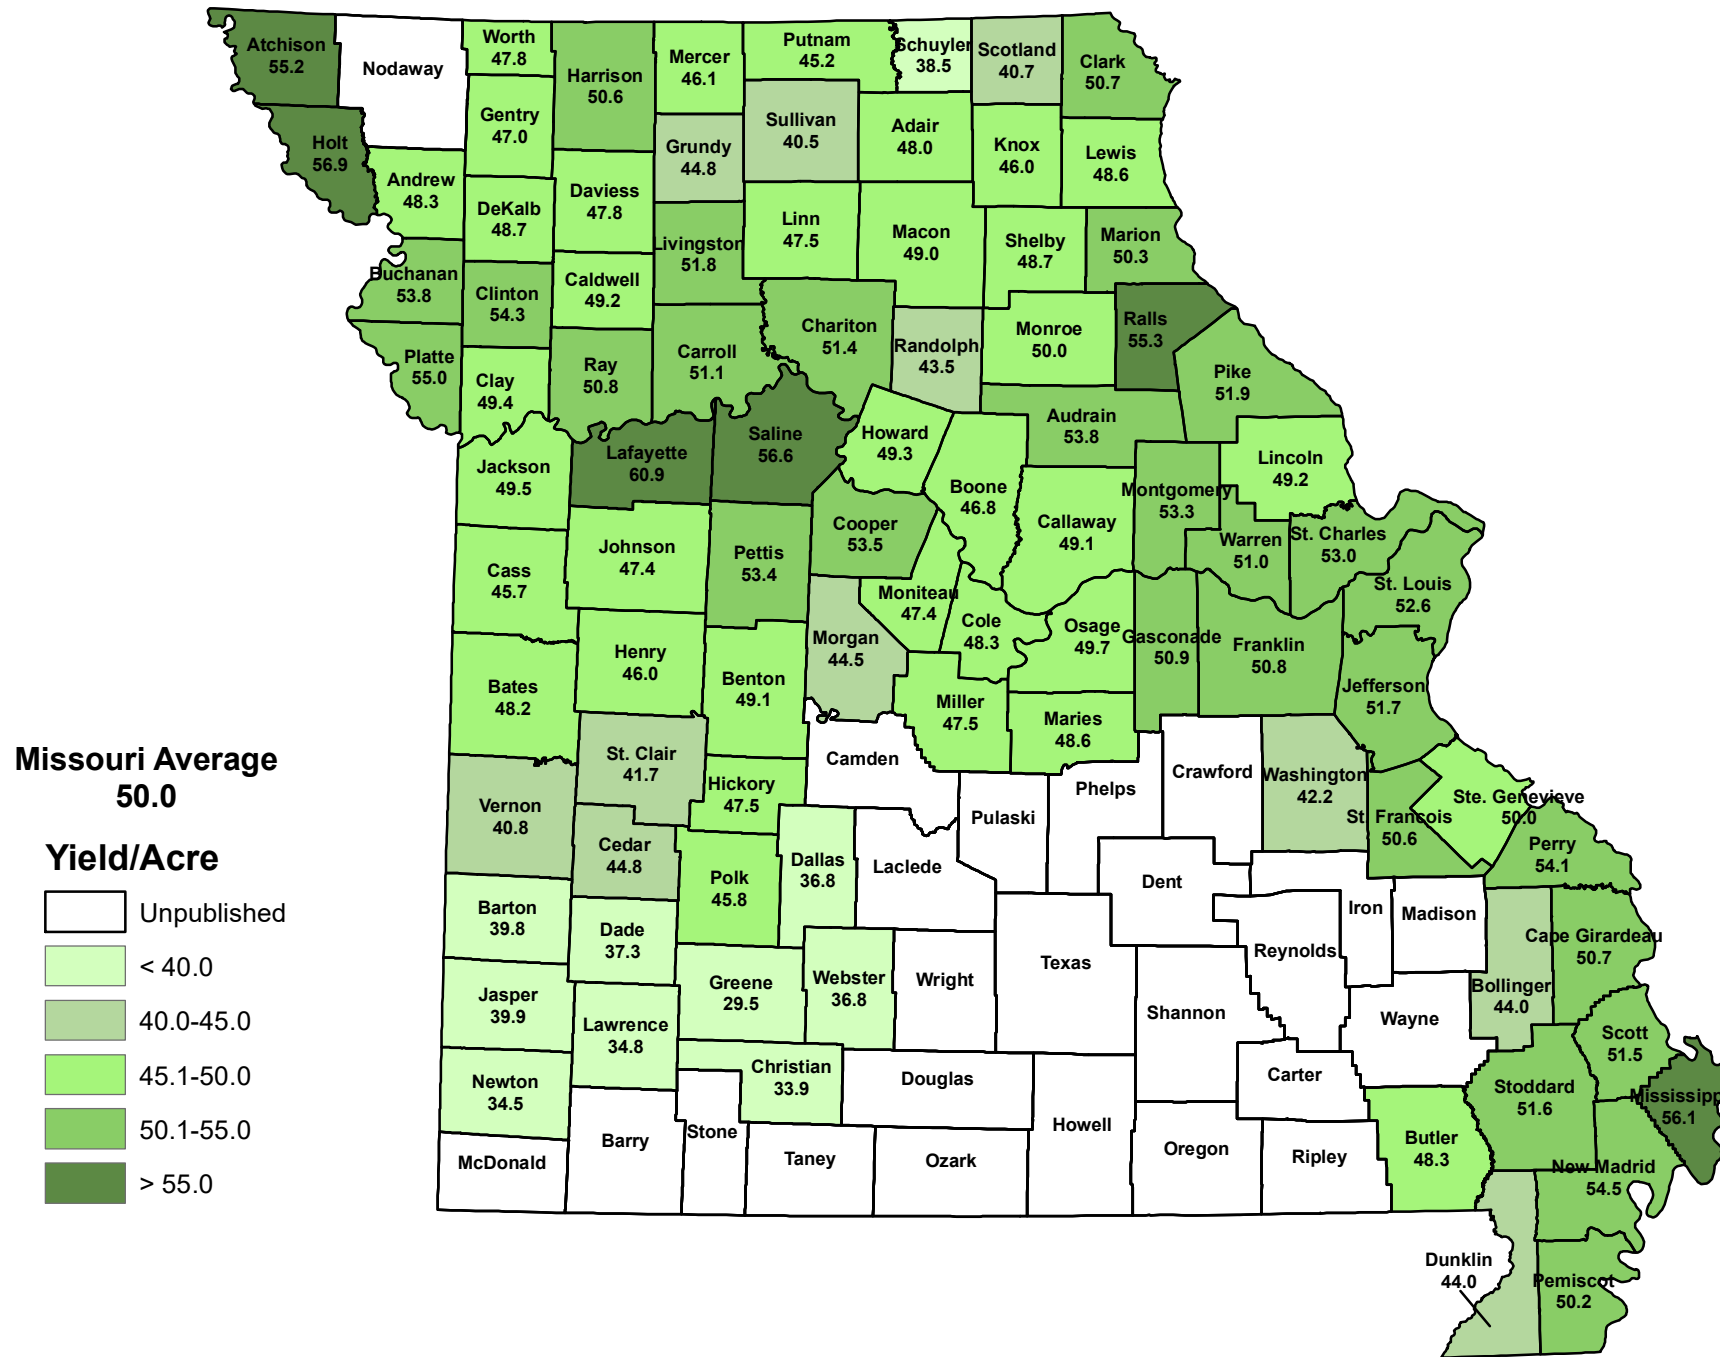 Atchison
55.2
Nodaway
Worth
47.8
Harrison
50.6
Mercer
46.1
Putnam
45.2
Schuyler
38.5
Scotland
40.7
Clark
50.7
Holt
56.9
Gentry
47.0
Grundy
44.8
Sullivan
40.5
Adair
48.0
Knox
46.0
Lewis
48.6
Andrew
48.3
DeKalb
48.7
Daviess
47.8
Livingston
51.8
Linn
47.5
Macon
49.0
Shelby
48.7
Marion
50.3
Buchanan
53.8
Clinton
54.3
Caldwell
49.2
Chariton
51.4
Randolph
43.5
Monroe
50.0
Ralls
55.3
Platte
55.0
Clay
49.4
Ray
50.8
Carroll
51.1
Pike
51.9
Audrain
53.8
Jackson
49.5
Lafayette
60.9
Saline
56.6
Howard
49.3
Boone
46.8
Callaway
49.1
Montgomery
53.3
Lincoln
49.2
Warren
51.0
St. Charles
53.0
St. Louis
52.6
Cass
45.7
Johnson
47.4
Pettis
53.4
Cooper
53.5
Moniteau
47.4
Cole
48.3
Osage
49.7
Gasconade
50.9
Franklin
50.8
Jefferson
51.7
Bates
48.2
Henry
46.0
Benton
49.1
Morgan
44.5
Miller
47.5
Maries
48.6
Missouri Average
50.0
Vernon
40.8
St. Clair
41.7
Hickory
47.5
Camden
Pulaski
Phelps
Crawford
Washington
42.2
St. Francois
50.6
Ste. Genevieve
50.0
Perry
54.1
Yield/Acre
Unpublished
< 40.0
40.0-45.0
45.1-50.0
50.1-55.0
> 55.0
Cedar
44.8
Polk
45.8
Dallas
36.8
Laclede
Dent
Iron
Madison
Barton
39.8
Dade
37.3
Greene
29.5
Webster
36.8
Wright
Texas
Reynolds
Bollinger
44.0
Cape Girardeau
50.7
Jasper
39.9
Lawrence
34.8
Christian
33.9
Douglas
Shannon
Wayne
Scott
51.5
Newton
34.5
Carter
Stoddard
51.6
Mississipp
56.1
McDonald
Barry
Stone
Taney
Ozark
Howell
Oregon
Ripley
Butler
48.3
New Madrid
54.5
Dunklin
44.0
Pemiscot
50.2